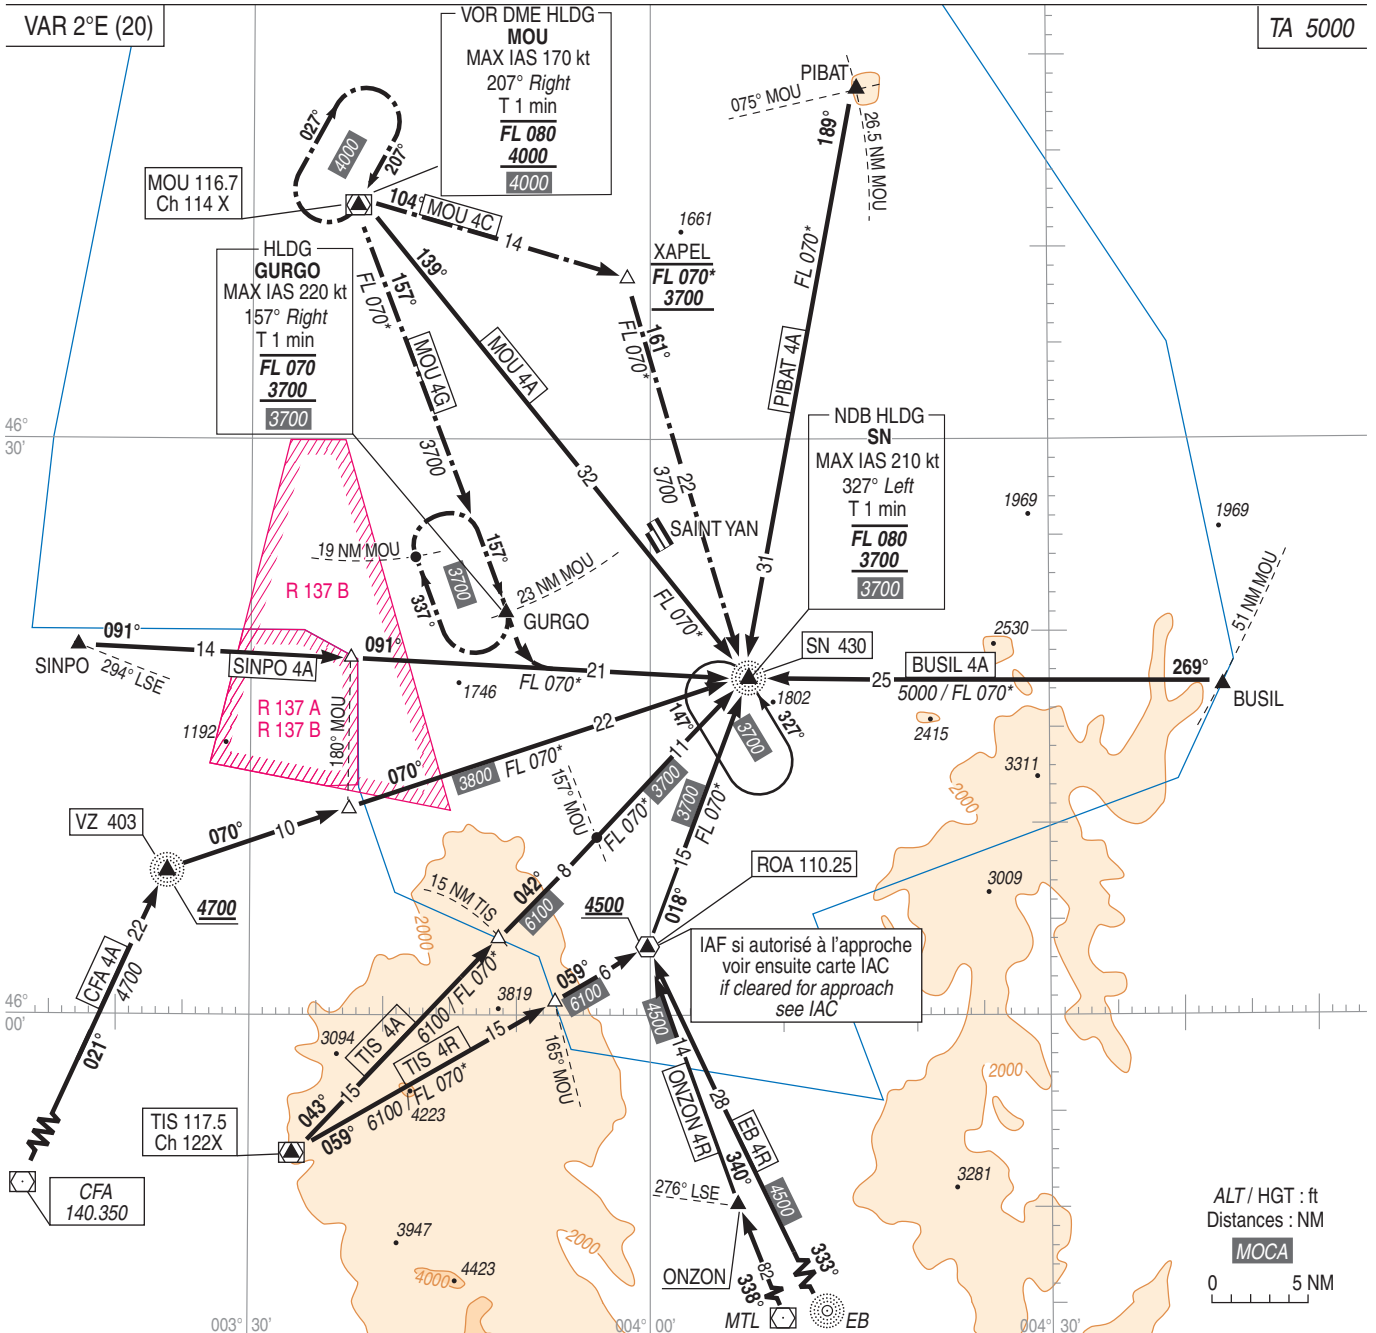 VAR 2°E (20)
TA 5000
VOR DME HLDG
MOU
MAX IAS 170 kt
207° Right
T 1 min
FL 080
4000
4000
PIBAT
075° MOU
26.5 NM MOU
189°
FL 070*
PIBAT 4A
31
027°
4000
207°
MOU 116.7
Ch 114 X
104°
MOU 4C
14
1661
XAPEL
FL 070*
3700
HLDG
GURGO
MAX IAS 220 kt
157° Right
T 1 min
FL 070
3700
3700
139°
MOU 4A
32
FL 070*
157°
FL 070*
MOU 4G
3700
161°
FL 070*
22
3700
NDB HLDG
SN
MAX IAS 210 kt
327° Left
T 1 min
FL 080
3700
3700
46°
30'
1969
1969
SAINT YAN
19 NM MOU
157°
3700
337°
23 NM MOU
GURGO
R 137 B
51 NM MOU
2530
SINPO
091°
14
SINPO 4A
294° LSE
091°
21
FL 070*
SN 430
BUSIL 4A
269°
25
5000 / FL 070*
BUSIL
1746
R 137 A
R 137 B
180° MOU
1192
1802
147°
327°
3700
2415
3311
2000
070°
22
3800
FL 070*
157° MOU
11
3700
FL 070*
3700
FL 070*
15
018°
VZ 403
070°
10
4700
15 NM TIS
042°
8
6100
4500
ROA 110.25
3009
2000
IAF si autorisé à l'approche
voir ensuite carte IAC
if cleared for approach
see IAC
CFA 4A
22
4700
021°
46°
00'
3819
059°
6
6100
3094
TIS 4A
6100 / FL 070*
15
043°
TIS 4R
15
6100 / FL 070*
059°
4223
165° MOU
4500
14
ONZON 4R
340°
28
EB 4R
4500
333°
2000
TIS 117.5
Ch 122X
CFA
140.350
276° LSE
3281
3947
2000
4000
4423
ONZON
82
338°
MTL
EB
ALT / HGT : ft
Distances : NM
MOCA
0 5 NM
003° 30'
004° 00'
004° 30'